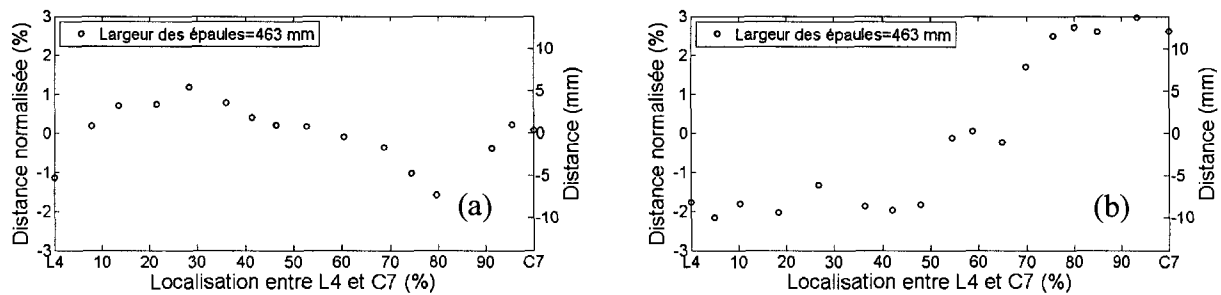 Largeur des épaules=463 mm
Distance normalisée (%)
3
2
1
0
-1
-2
-3
10
5
0
-5
-10
Distance (mm)
(a)
L4 10 20 30 40 50 60 70 80 90 C7
Localisation entre L4 et C7 (%)
Largeur des épaules=463 mm
Distance normalisée (%)
3
2
1
0
-1
-2
-3
10
5
0
-5
-10
Distance (mm)
(b)
L4 10 20 30 40 50 60 70 80 90 C7
Localisation entre L4 et C7 (%)